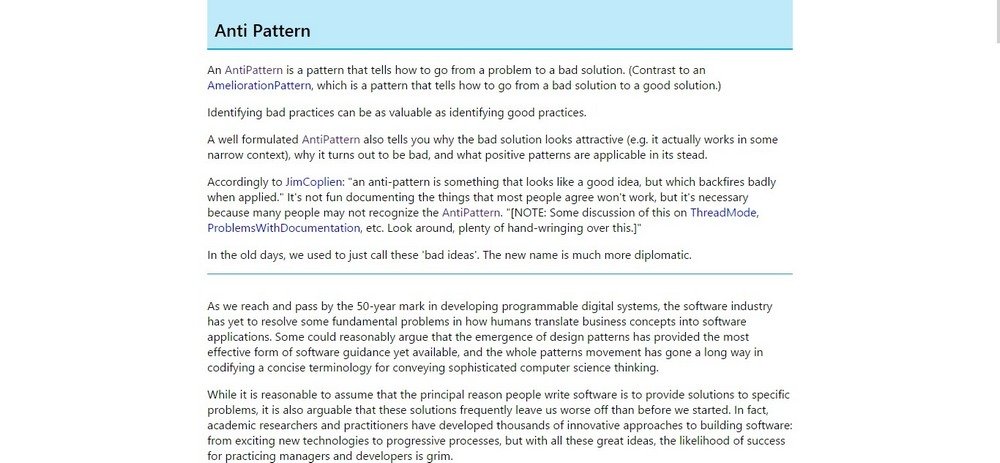 Anti Pattern
An AntiPattern is a pattern that tells how to go from a problem to a bad solution. (Contrast to an
AmeliorationPattern, which is a pattern that tells how to go from a bad solution to a good solution.)
Identifying bad practices can be as valuable as identifying good practices.
A well formulated AntiPattern also tells you why the bad solution looks attractive (e.g. it actually works in some
narrow context), why it turns out to be bad, and what positive patterns are applicable in its stead.
Accordingly to JimCoplien: "an anti-pattern is something that looks like a good idea, but which backfires badly
when applied." It's not fun documenting the things that most people agree won't work, but it's necessary
because many people may not recognize the AntiPattern. "[NOTE: Some discussion of this on ThreadMode,
ProblemsWithDocumentation, etc. Look around, plenty of hand-wringing over this.]"
In the old days, we used to just call these 'bad ideas'. The new name is much more diplomatic.
As we reach and pass by the 50-year mark in developing programmable digital systems, the software industry
has yet to resolve some fundamental problems in how humans translate business concepts into software
applications. Some could reasonably argue that the emergence of design patterns has provided the most
effective form of software guidance yet available, and the whole patterns movement has gone a long way in
codifying a concise terminology for conveying sophisticated computer science thinking.
While it is reasonable to assume that the principal reason people write software is to provide solutions to specific
problems, it is also arguable that these solutions frequently leave us worse off than before we started. In fact,
academic researchers and practitioners have developed thousands of innovative approaches to building software:
from exciting new technologies to progressive processes, but with all these great ideas, the likelihood of success
for practicing managers and developers is grim.